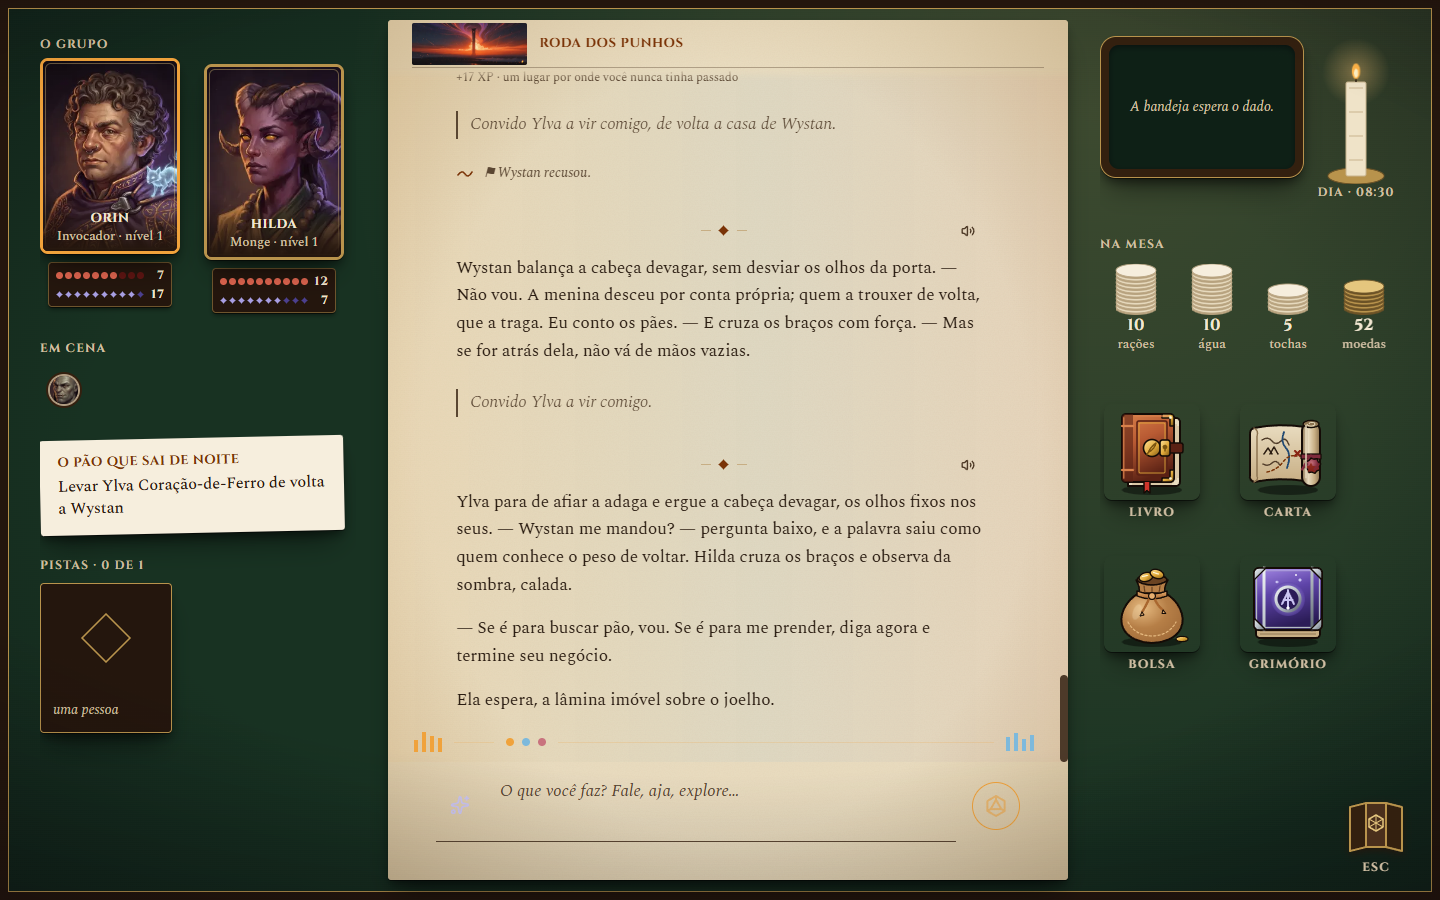 O GRUPO
ORIN
Invocador · nível 1
7
17
HILDA
Monge · nível 1
12
7
EM CENA
O PÃO QUE SAI DE NOITE
Levar Ylva Coração-de-Ferro de volta
a Wystan
PISTAS · 0 DE 1
uma pessoa
RODA DOS PUNHOS
+17 XP · um lugar por onde você nunca tinha passado
Convido Ylva a vir comigo, de volta a casa de Wystan.
Wystan recusou.
Wystan balança a cabeça devagar, sem desviar os olhos da porta. —
Não vou. A menina desceu por conta própria; quem a trouxer de volta,
que a traga. Eu conto os pães. — E cruza os braços com força. — Mas
se for atrás dela, não vá de mãos vazias.
Convido Ylva a vir comigo.
Ylva para de afiar a adaga e ergue a cabeça devagar, os olhos fixos nos
seus. — Wystan me mandou? — pergunta baixo, e a palavra saiu como
quem conhece o peso de voltar. Hilda cruza os braços e observa da
sombra, calada.
— Se é para buscar pão, vou. Se é para me prender, diga agora e
termine seu negócio.
Ela espera, a lâmina imóvel sobre o joelho.
O que você faz? Fale, aja, explore...
A bandeja espera o dado.
DIA · 08:30
NA MESA
10
rações
10
água
5
tochas
52
moedas
LIVRO
CARTA
BOLSA
GRIMÓRIO
ESC